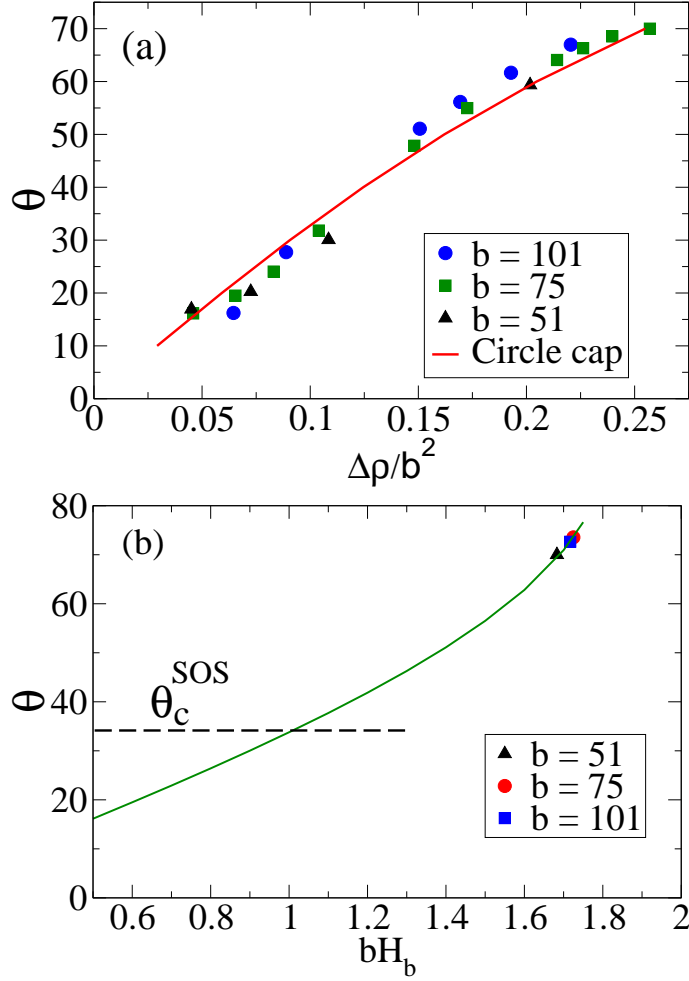 (a)
70
60
50
40
30
20
10
0
θ
b = 101
b = 75
b = 51
Circle cap
0 0.05 0.1 0.15 0.2 0.25
Δρ/b²
(b)
80
60
40
20
0
θ
θ_c^SOS
b = 51
b = 75
b = 101
0.6 0.8 1 1.2 1.4 1.6 1.8 2
bH_b